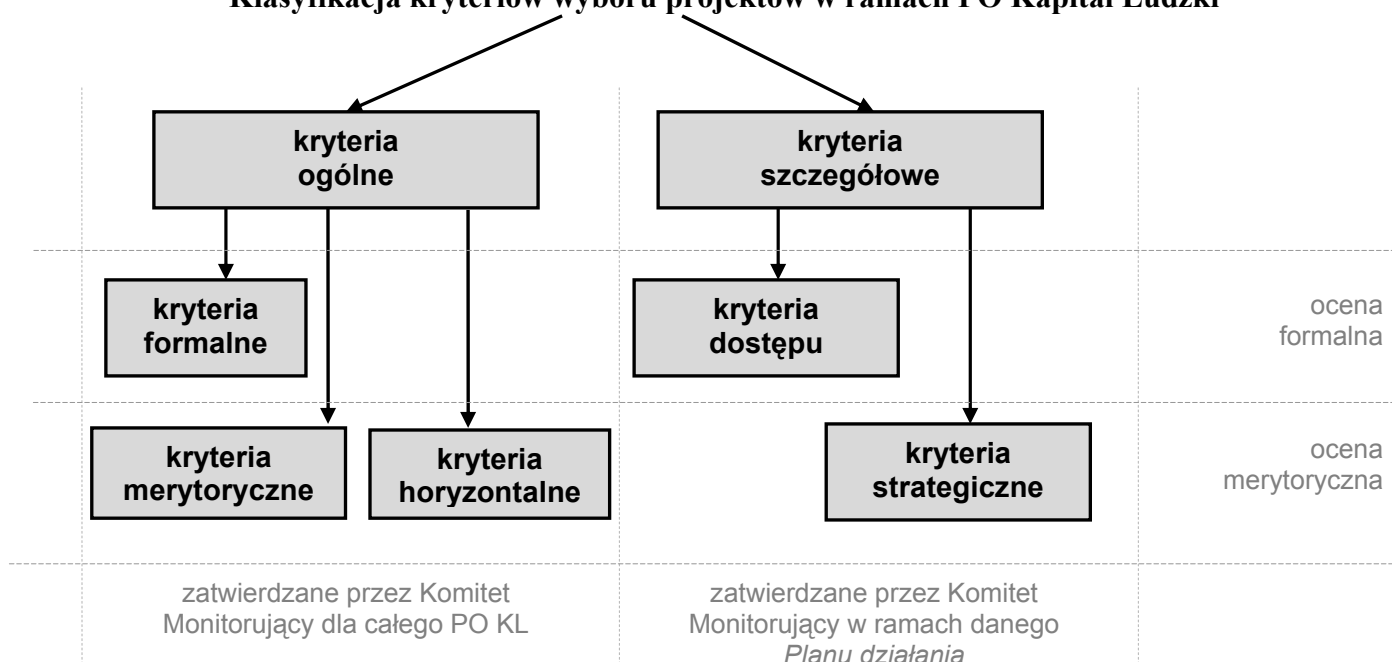 Klasyfikacja kryteriów wyboru projektów w ramach PO Kapitał Ludzki
kryteria
ogólne
kryteria
szczegółowe
kryteria
formalne
kryteria
dostępu
ocena
formalna
kryteria
merytoryczne
kryteria
horyzontalne
kryteria
strategiczne
ocena
merytoryczna
zatwierdzane przez Komitet
Monitorujący dla całego PO KL
zatwierdzane przez Komitet
Monitorujący w ramach danego
Planu działania